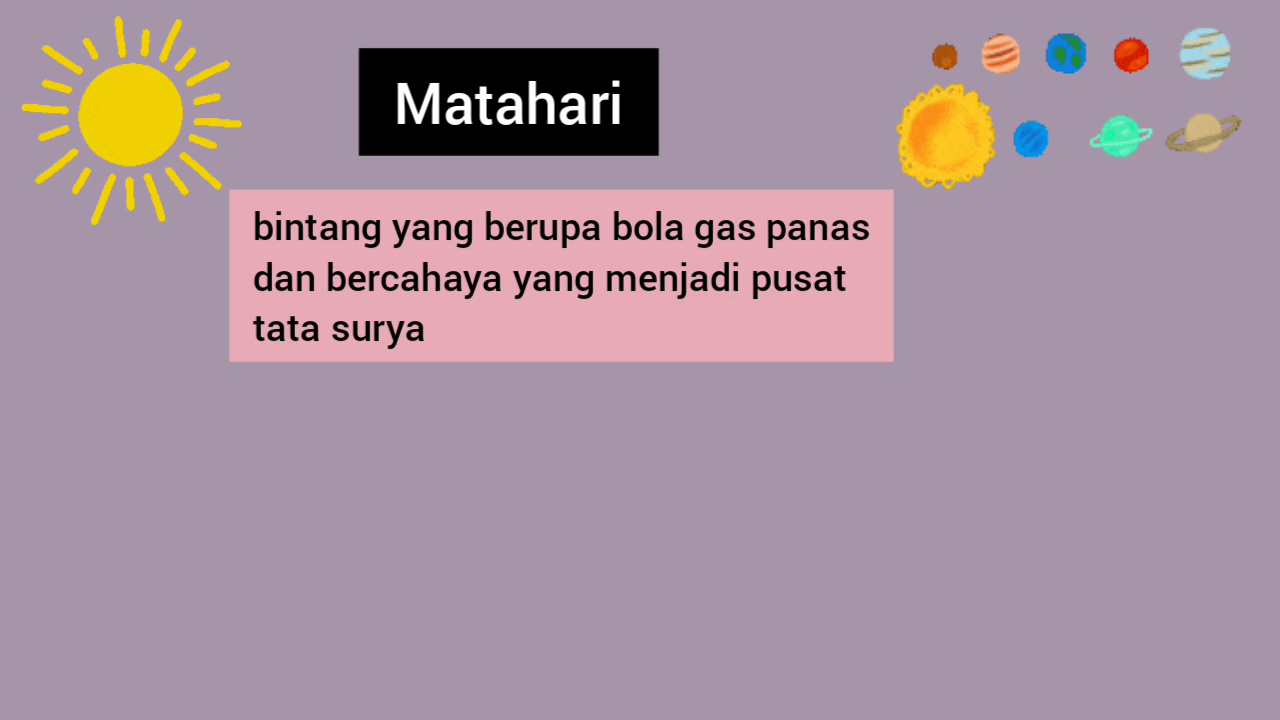 Matahari
bintang yang berupa bola gas panas
dan bercahaya yang menjadi pusat
tata surya